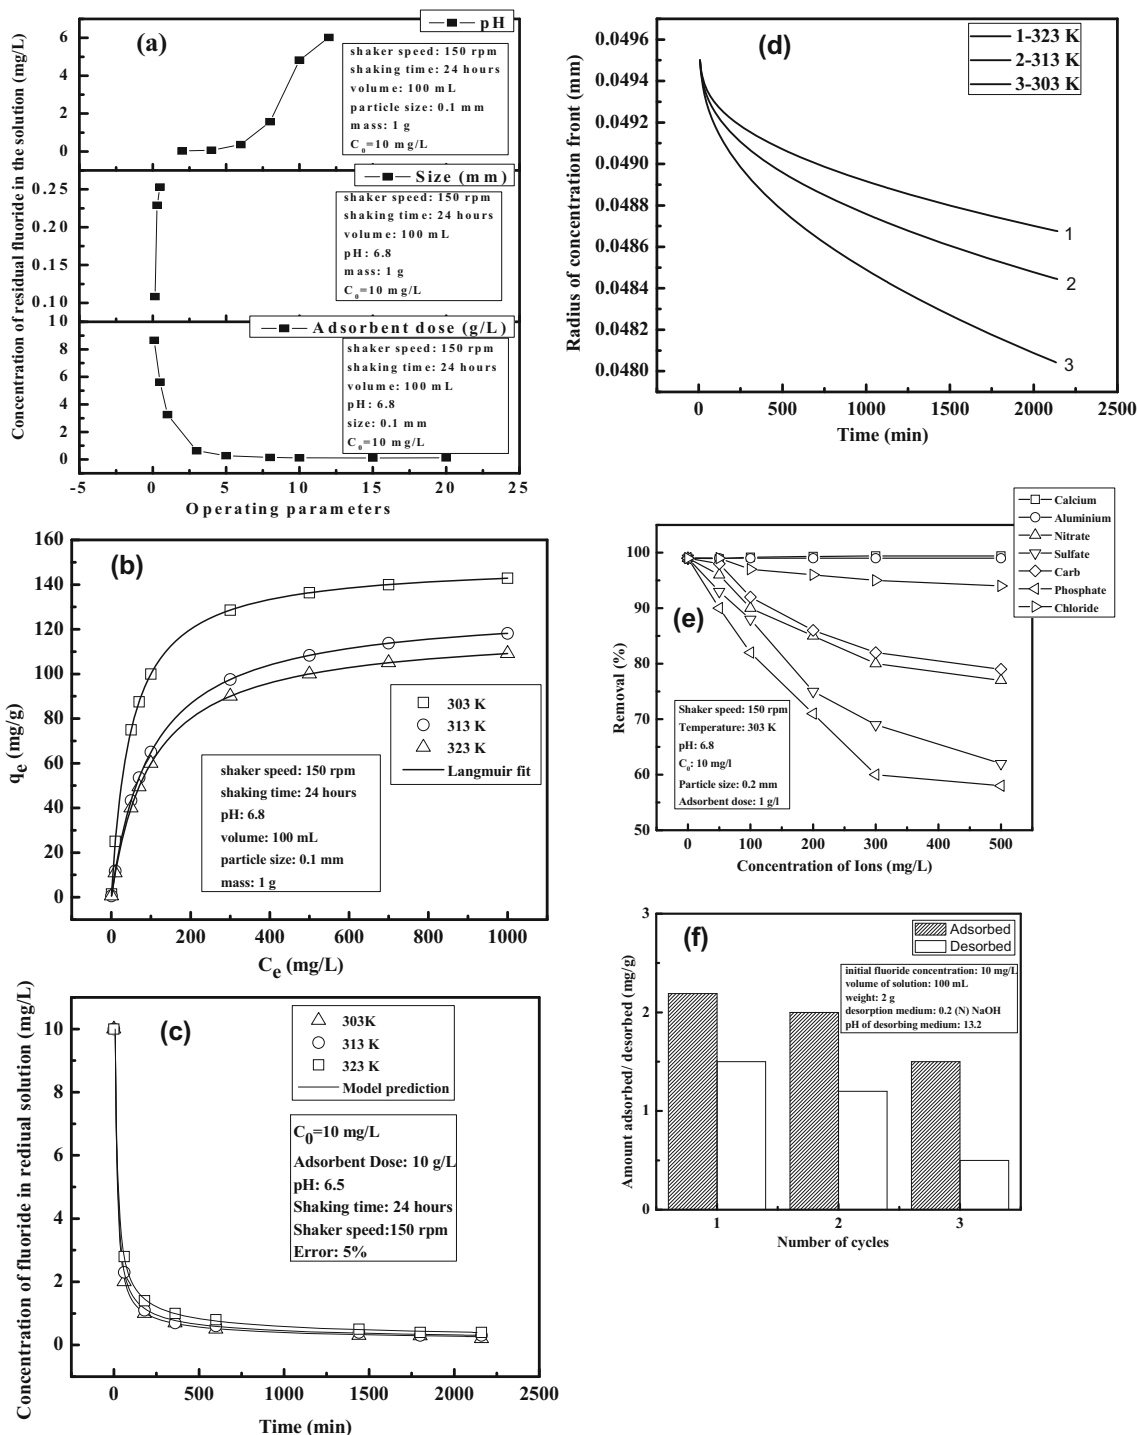 (a)
pH
shaker speed: 150 rpm
shaking time: 24 hours
volume: 100 mL
particle size: 0.1 mm
mass: 1 g
C0=10 mg/L
6
4
2
0
Size (mm)
shaker speed: 150 rpm
shaking time: 24 hours
volume: 100 mL
pH: 6.8
mass: 1 g
C0=10 mg/L
0.25
0.20
0.25
0.10
Adsorbent dose (g/L)
shaker speed: 150 rpm
shaking time: 24 hours
volume: 100 mL
pH: 6.8
size: 0.1 mm
C0=10 mg/L
10
8
6
4
2
0
-5 0 5 10 15 20 25
Operating parameters
Concentration of residual fluoride in the solution (mg/L)
(d)
1-323 K
2-313 K
3-303 K
0.0496
0.0494
0.0492
0.0490
0.0488
0.0486
0.0484
0.0482
0.0480
1
2
3
0 500 1000 1500 2000 2500
Time (min)
Radius of concentration front (mm)
(b)
160
140
120
100
80
60
40
20
0
303 K
313 K
323 K
Langmuir fit
shaker speed: 150 rpm
shaking time: 24 hours
pH: 6.8
volume: 100 mL
particle size: 0.1 mm
mass: 1 g
0 200 400 600 800 1000
Ce (mg/L)
qe (mg/g)
(e)
Calcium
Aluminium
Nitrate
Sulfate
Carb
Phosphate
Chloride
100
90
80
70
60
50
Shaker speed: 150 rpm
Temperature: 303 K
pH: 6.8
C0: 10 mg/l
Particle size: 0.2 mm
Adsorbent dose: 1 g/l
0 100 200 300 400 500
Concentration of Ions (mg/L)
Removal (%)
(c)
303K
313 K
323 K
Model prediction
C0=10 mg/L
Adsorbent Dose: 10 g/L
pH: 6.5
Shaking time: 24 hours
Shaker speed:150 rpm
Error: 5%
10
8
6
4
2
0
0 500 1000 1500 2000 2500
Time (min)
Concentration of fluoride in rediual solution (mg/L)
(f)
Adsorbed
Desorbed
initial fluoride concentration: 10 mg/L
volume of solution: 100 mL
weight: 2 g
desorption medium: 0.2 (N) NaOH
pH of desorbing medium: 13.2
3
2
1
0
1 2 3
Number of cycles
Amount adsorbed/ desorbed (mg/g)